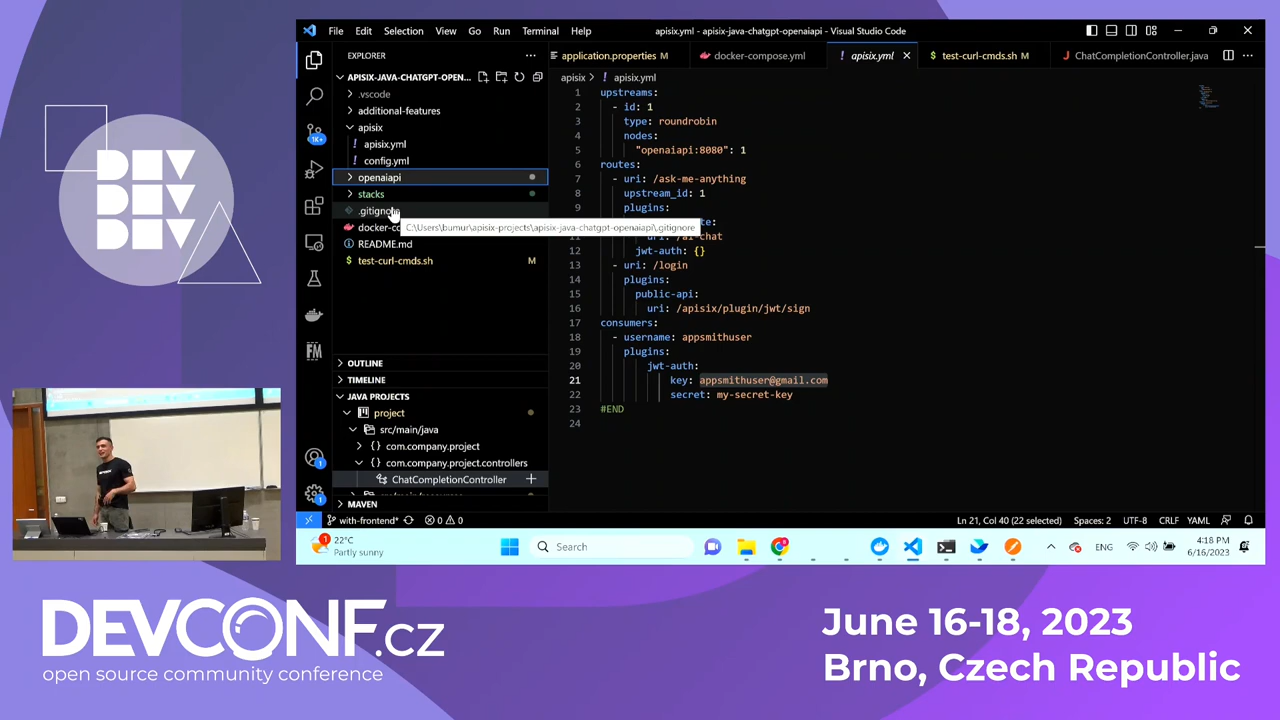 DEV
DEV
DEV
File Edit Selection View Go Run Terminal Help
apisix.yml - apisix-java-chatgpt-openaiapi - Visual Studio Code
EXPLORER
APISIX-JAVA-CHATGPT-OPEN...
.vscode
additional-features
apisix
apisix.yml
config.yml
openaiapi
stacks
.gitignore
docker-co
README.md
test-curl-cmds.sh M
C:\Users\bumur\apisix-projects\apisix-java-chatgpt-openaiapi\.gitignore
OUTLINE
TIMELINE
JAVA PROJECTS
project
src/main/java
{} com.company.project
{} com.company.project.controllers
ChatCompletionController
MAVEN
1K+
FM
application.properties M
docker-compose.yml
apisix.yml
test-curl-cmds.sh M
ChatCompletionController.java
apisix > apisix.yml
1 upstreams:
2 - id: 1
3 type: roundrobin
4 nodes:
5 "openaiapi:8080": 1
6 routes:
7 - uri: /ask-me-anything
8 upstream_id: 1
9 plugins:
te:
11 uri: /ai-chat
12 jwt-auth: {}
13 - uri: /login
14 plugins:
15 public-api:
16 uri: /apisix/plugin/jwt/sign
17 consumers:
18 - username: appsmithuser
19 plugins:
20 jwt-auth:
21 key: appsmithuser@gmail.com
22 secret: my-secret-key
23 #END
24
with-frontend* 0 0
Ln 21, Col 40 (22 selected) Spaces: 2 UTF-8 CRLF YAML
22°C
Partly sunny
Search
ENG
4:18 PM
6/16/2023
DEVCONF.cz
open source community conference
June 16-18, 2023
Brno, Czech Republic